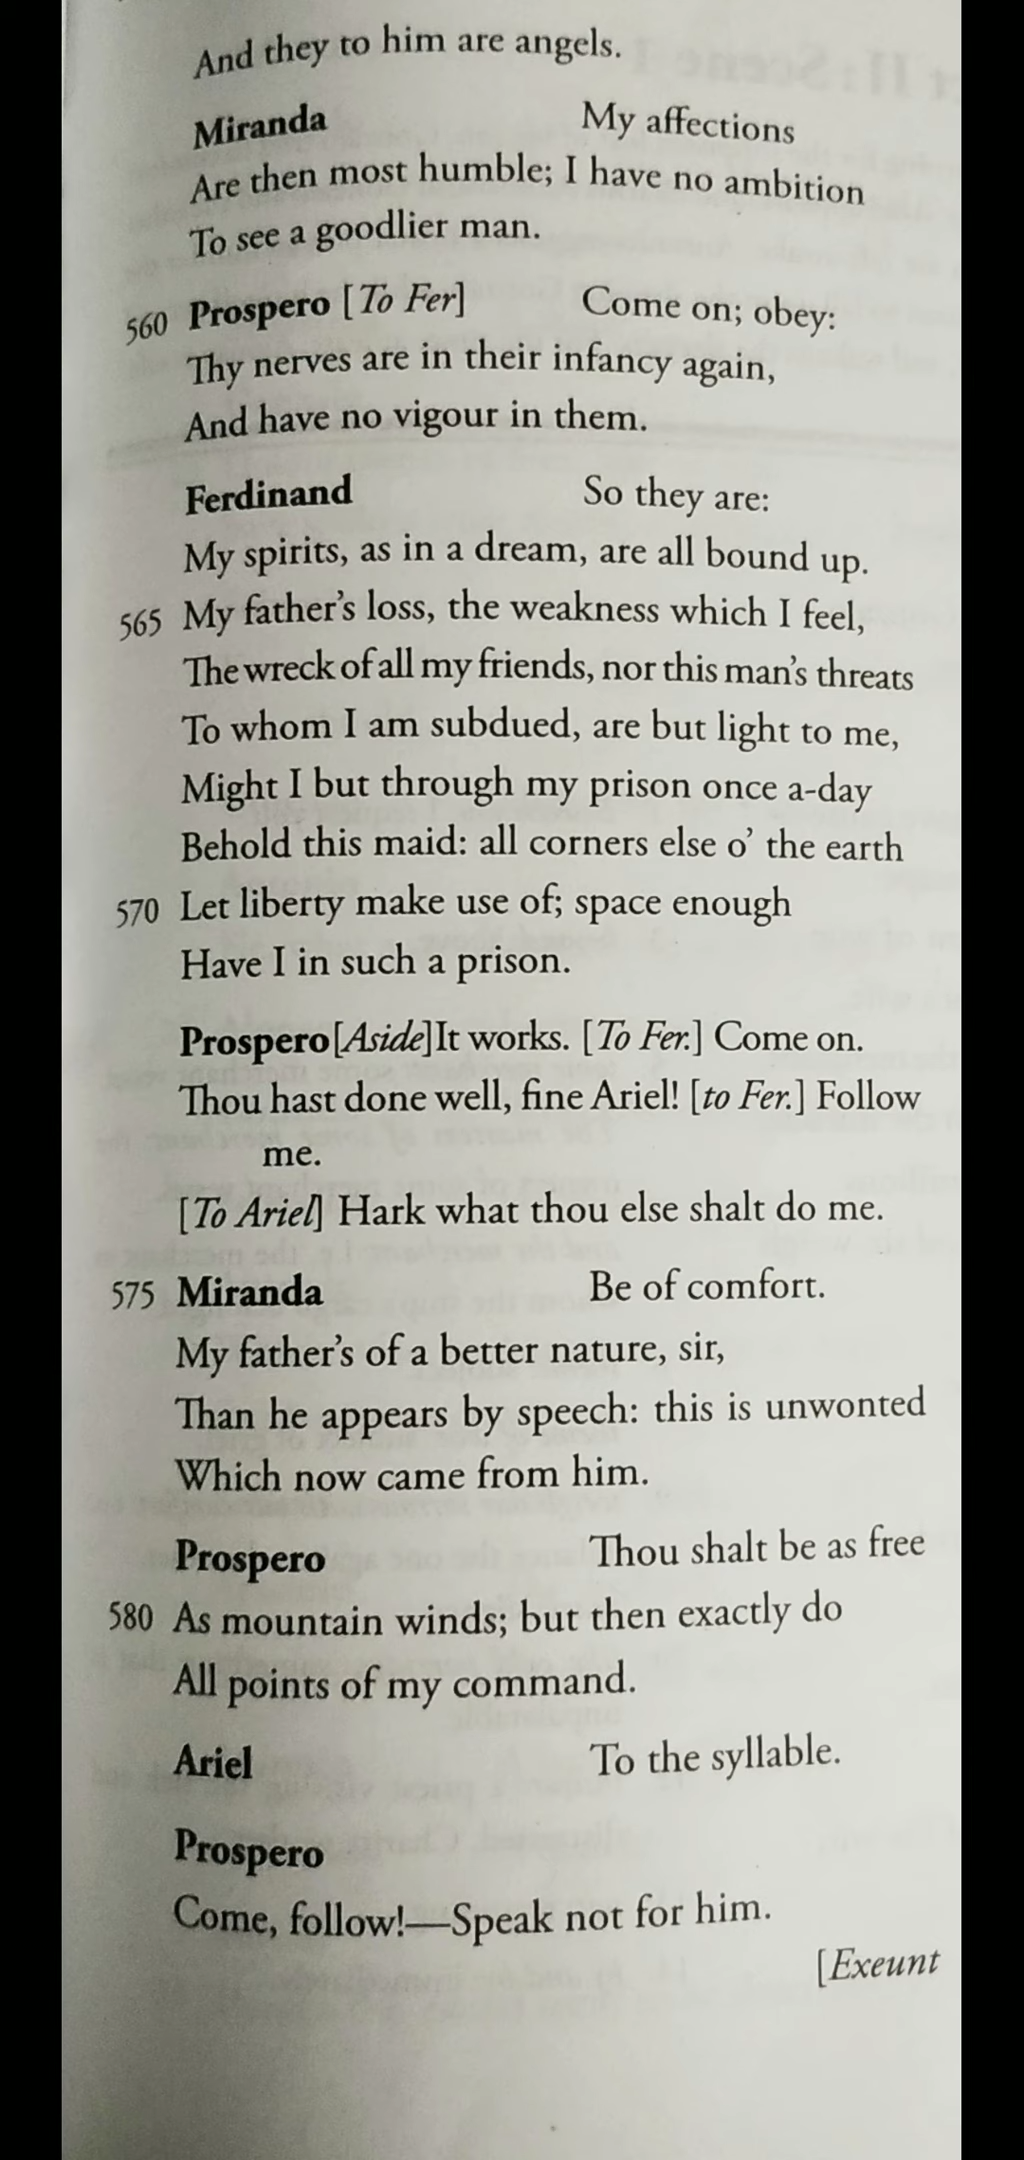 And they to him are angels.
Miranda My affections
Are then most humble; I have no ambition
To see a goodlier man.
560 Prospero [To Fer] Come on; obey:
Thy nerves are in their infancy again,
And have no vigour in them.
Ferdinand So they are:
My spirits, as in a dream, are all bound up.
565 My father's loss, the weakness which I feel,
The wreck of all my friends, nor this man's threats
To whom I am subdued, are but light to me,
Might I but through my prison once a-day
Behold this maid: all corners else o' the earth
570 Let liberty make use of; space enough
Have I in such a prison.
Prospero [Aside] It works. [To Fer.] Come on.
Thou hast done well, fine Ariel! [to Fer.] Follow
me.
[To Ariel] Hark what thou else shalt do me.
575 Miranda Be of comfort.
My father's of a better nature, sir,
Than he appears by speech: this is unwonted
Which now came from him.
Prospero Thou shalt be as free
580 As mountain winds; but then exactly do
All points of my command.
Ariel To the syllable.
Prospero
Come, follow!—Speak not for him.
[Exeunt